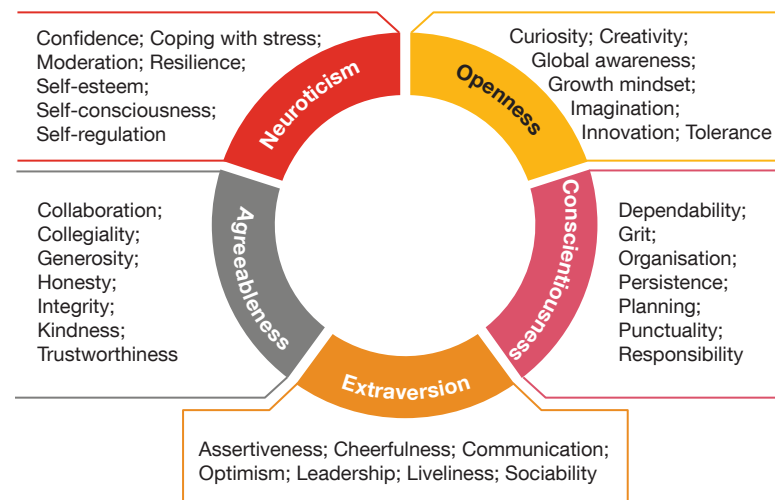 Neuroticism
Confidence; Coping with stress;
Moderation; Resilience;
Self-esteem;
Self-consciousness;
Self-regulation
Openness
Curiosity; Creativity;
Global awareness;
Growth mindset;
Imagination;
Innovation; Tolerance
Agreeableness
Collaboration;
Collegiality;
Generosity;
Honesty;
Integrity;
Kindness;
Trustworthiness
Conscientiousness
Dependability;
Grit;
Organisation;
Persistence;
Planning;
Punctuality;
Responsibility
Extraversion
Assertiveness; Cheerfulness; Communication;
Optimism; Leadership; Liveliness; Sociability